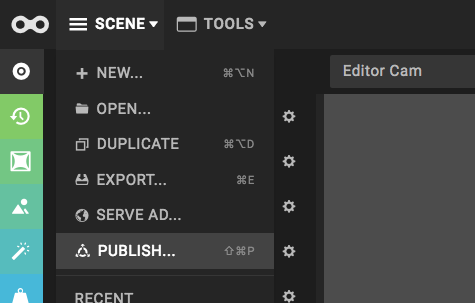 SCENE TOOLS
Editor Cam
NEW... ⌘⌥N
OPEN...
DUPLICATE ⌘⌥D
EXPORT... ⌘E
SERVE AD...
PUBLISH... ⇧⌘P
RECENT